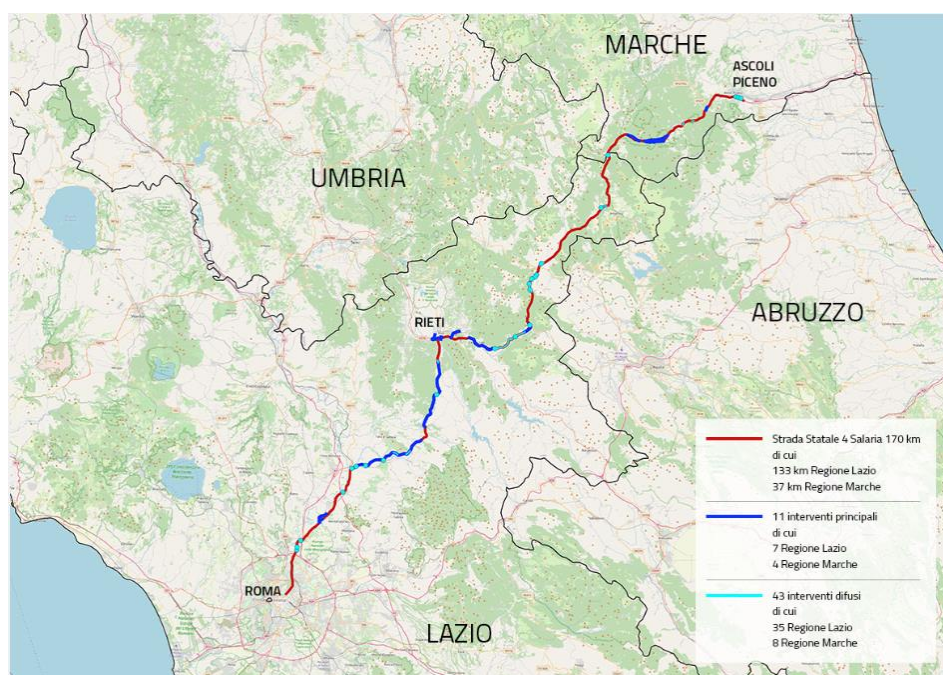 MARCHE
ASCOLI
PICENO
UMBRIA
ABRUZZO
RIETI
ROMA
LAZIO
Strada Statale 4 Salaria 170 km
di cui
133 km Regione Lazio
37 km Regione Marche
11 interventi principali
di cui
7 Regione Lazio
4 Regione Marche
43 interventi difusi
di cui
35 Regione Lazio
8 Regione Marche